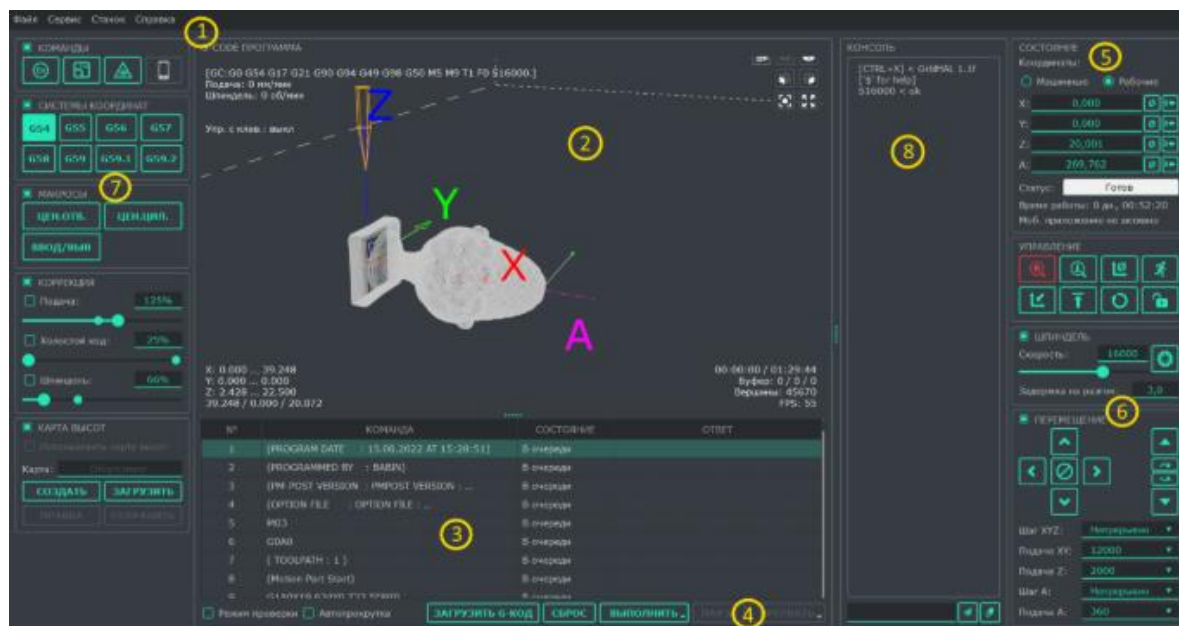 Файл Сервис Станок Справка
1
КОМАНДЫ
СИСТЕМЫ КООРДИНАТ
G54 G55 G56 G57
G58 G59 G59.1 G59.2
МАКРОСЫ
7
ЦЕН.ОТВ. ЦЕН.ЦИЛ.
ВВОД/ВЫВ
КОРРЕКЦИЯ
Подача: 125%
Холостой ход: 25%
Шпиндель: 66%
КАРТА ВЫСОТ
Использовать карту высот
Карта: Отсутствует
СОЗДАТЬ ЗАГРУЗИТЬ
G-CODE ПРОГРАММА
[GC:G0 G54 G17 G21 G90 G94 G49 G98 G50 M5 M9 T1 F0 S16000.]
Подача: 0 мм/мин
Шпиндель: 0 об/мин
Упр. с клав.: выкл
2
Z
Y
X
A
X: 0.000 ... 39.248
Y: 0.000 ... 0.000
Z: 2.428 ... 22.500
39.248 / 0.000 / 20.072
00:00:00 / 01:29:44
Буфер: 0 / 0 / 0
Вершины: 45670
FPS: 55
№ КОМАНДА СОСТОЯНИЕ ОТВЕТ
1 (PROGRAM DATE : 15.06.2022 AT 15:28:51) В очереди
2 (PROGRAMMED BY : BABIN) В очереди
3 (PM-POST VERSION : PMPOST VERSION : ... В очереди
4 (OPTION FILE : OPTION FILE : ... В очереди
5 M03 В очереди
6 G0A0 В очереди
7 ( TOOLPATH : 1 ) В очереди
8 (Motion Part Start) В очереди
9 В очереди
3
Режим проверки Автопрокрутка ЗАГРУЗИТЬ G-КОД СБРОС ВЫПОЛНИТЬ
4
КОНСОЛЬ
[CTRL+X] < GrblHAL 1.1f
['$' for help]
S16000 < ok
8
СОСТОЯНИЕ
5
Координаты:
Машинные Рабочие
X: 0,000
Y: 0,000
Z: 20,001
A: 269,762
Статус: Готов
Время работы: 0 дн., 00:52:20
Моб. приложение не активно
УПРАВЛЕНИЕ
ШПИНДЕЛЬ
Скорость: 16000
Задержка на разгон: 3,0
6
ПЕРЕМЕЩЕНИЕ
Шаг XYZ: Непрерывно
Подача XY: 12000
Подача Z: 2000
Шаг A: Непрерывно
Подача A: 360